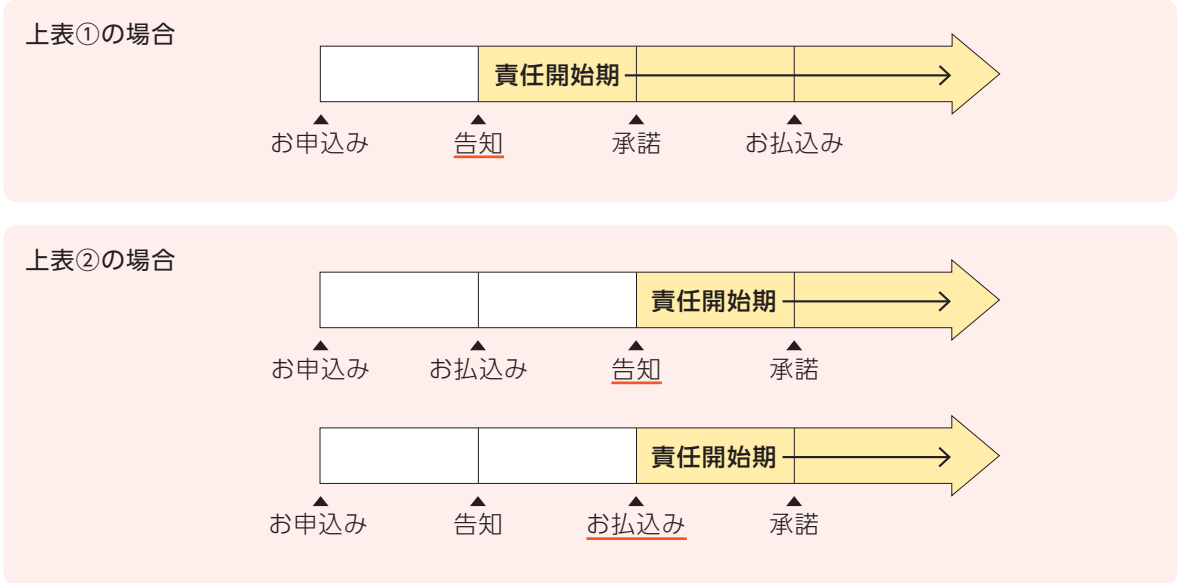 上表①の場合
責任開始期
お申込み 告知 承諾 お払込み
上表②の場合
責任開始期
お申込み お払込み 告知 承諾
責任開始期
お申込み 告知 お払込み 承諾